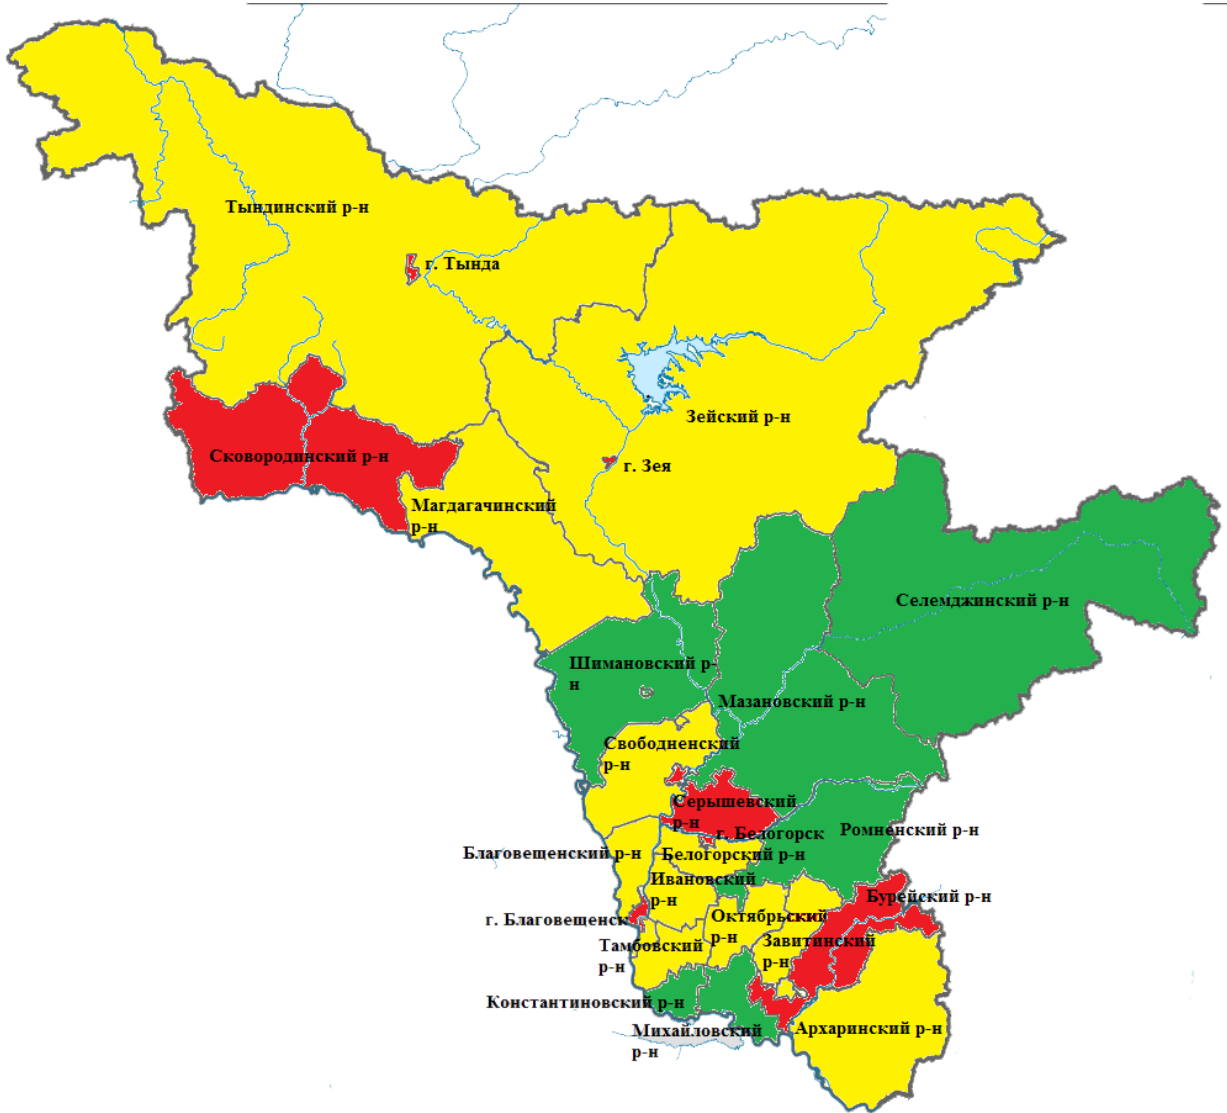 Тындинский р-н
г. Тында
Зейский р-н
Сковородинский р-н
г. Зея
Магдагачинский
р-н
Селемджинский р-н
Шимановский р-
н
Мазановский р-н
Свободненский
р-н
Серышевский
р-н
г. Белогорск
Ромненский р-н
Благовещенский р-н
Белогорский р-н
Ивановский
р-н
Бурейский р-н
г. Благовещенск
Октябрьский
р-н
Завитинский
р-н
Тамбовский
р-н
Константиновский р-н
Михайловский
р-н
Архаринский р-н